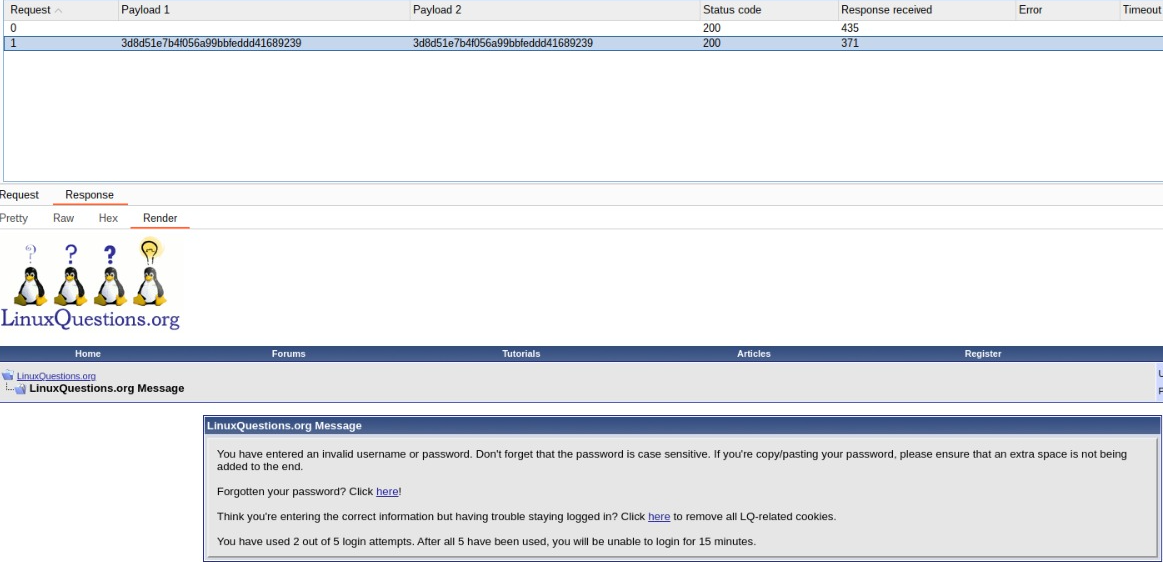 Request Payload 1 Payload 2 Status code Response received Error Timeout
0 200 435
1 3d8d51e7b4f056a99bbfeddd41689239 3d8d51e7b4f056a99bbfeddd41689239 200 371
Request Response
Pretty Raw Hex Render
? ? ?
LinuxQuestions.org
Home Forums Tutorials Articles Register
LinuxQuestions.org
LinuxQuestions.org Message
LinuxQuestions.org Message
You have entered an invalid username or password. Don't forget that the password is case sensitive. If you're copy/pasting your password, please ensure that an extra space is not being
added to the end.
Forgotten your password? Click here!
Think you're entering the correct information but having trouble staying logged in? Click here to remove all LQ-related cookies.
You have used 2 out of 5 login attempts. After all 5 have been used, you will be unable to login for 15 minutes.